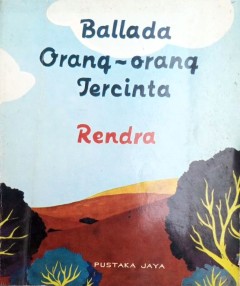 Ballada
Orang-orang
Tercinta
Rendra
PUSTAKA JAYA